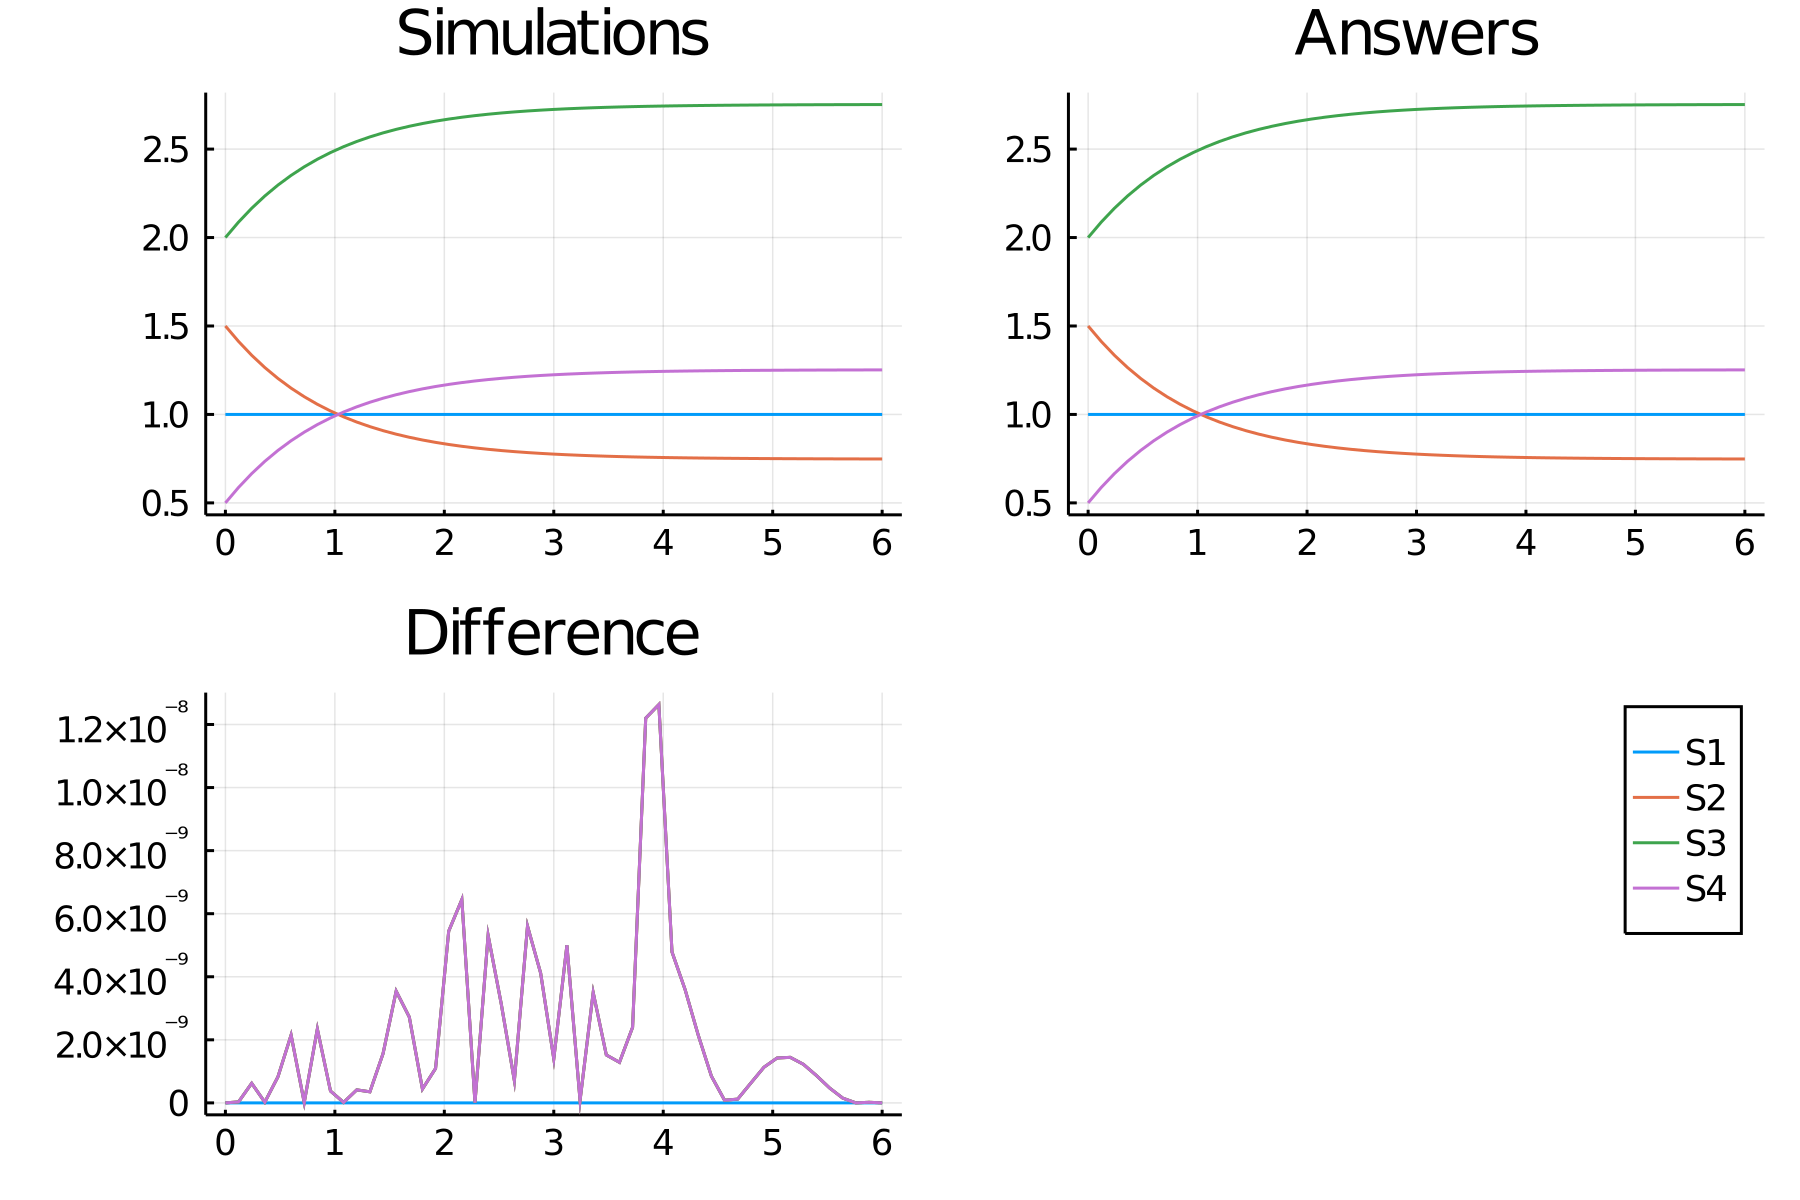 Simulations
2.5
2.0
1.5
1.0
0.5
0 1 2 3 4 5 6
Answers
2.5
2.0
1.5
1.0
0.5
0 1 2 3 4 5 6
Difference
1.2×10⁻⁸
1.0×10⁻⁸
8.0×10⁻⁹
6.0×10⁻⁹
4.0×10⁻⁹
2.0×10⁻⁹
0
0 1 2 3 4 5 6
S1
S2
S3
S4